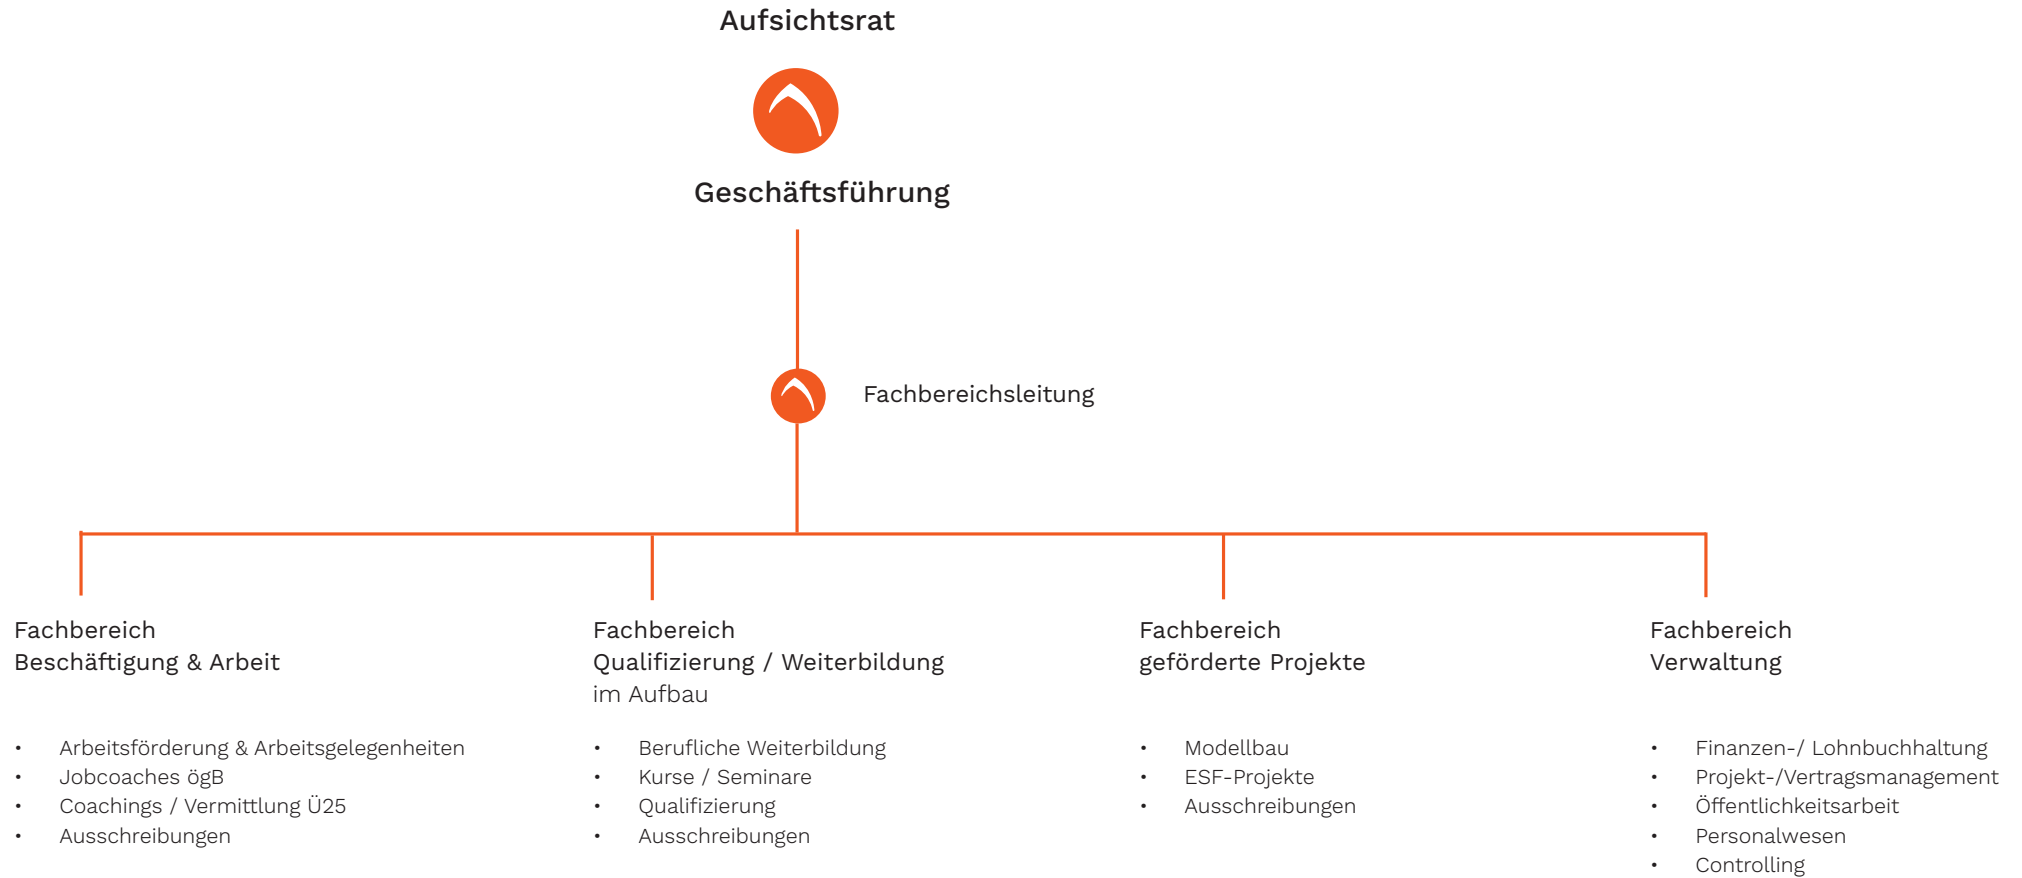 Aufsichtsrat
Geschäftsführung
Fachbereichsleitung
Fachbereich
Beschäftigung & Arbeit
• Arbeitsförderung & Arbeitsgelegenheiten
• Jobcoaches ögB
• Coachings / Vermittlung Ü25
• Ausschreibungen
Fachbereich
Qualifizierung / Weiterbildung
im Aufbau
• Berufliche Weiterbildung
• Kurse / Seminare
• Qualifizierung
• Ausschreibungen
Fachbereich
geförderte Projekte
• Modellbau
• ESF-Projekte
• Ausschreibungen
Fachbereich
Verwaltung
• Finanzen-/ Lohnbuchhaltung
• Projekt-/Vertragsmanagement
• Öffentlichkeitsarbeit
• Personalwesen
• Controlling